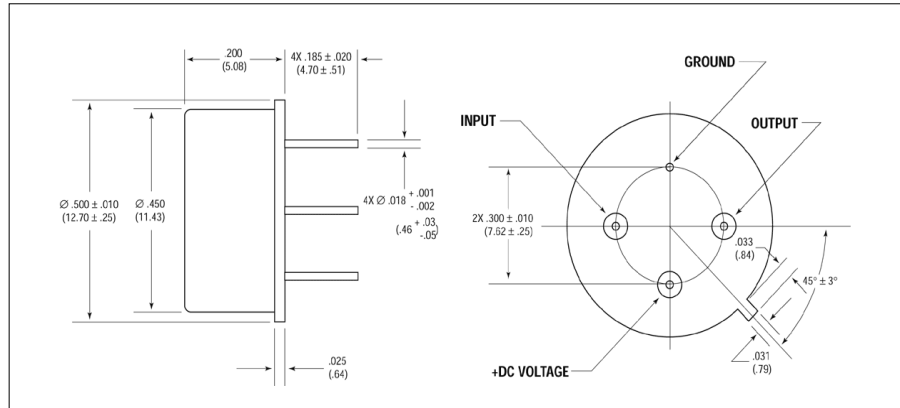 .200
(5.08)
4X .185 ± .020
(4.70 ± .51)
GROUND
INPUT
OUTPUT
Ø .500 ± .010
(12.70 ± .25)
Ø .450
(11.43)
4X Ø .018 + .001
- .002
(.46 + .03
-.05)
2X .300 ± .010
(7.62 ± .25)
.033
(.84)
45° ± 3°
.025
(.64)
.031
(.79)
+DC VOLTAGE